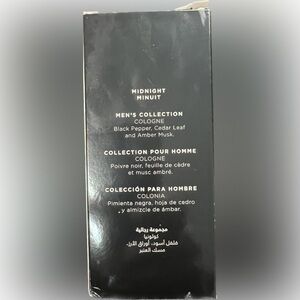 MIDNIGHT
MINUIT
MEN'S COLLECTION
COLOGNE
Black Pepper, Cedar Leaf
and Amber Musk.
COLLECTION POUR HOMME
COLOGNE
Poivre noir, feuille de cèdre
et musc ambré.
COLECCIÓN PARA HOMBRE
COLONIA
Pimienta negra, hoja de cedro
y almizcle de ámbar.
مجموعة رجالية
كولونيا
فلفل أسود، أوراق الأرز،
مسك العنبر